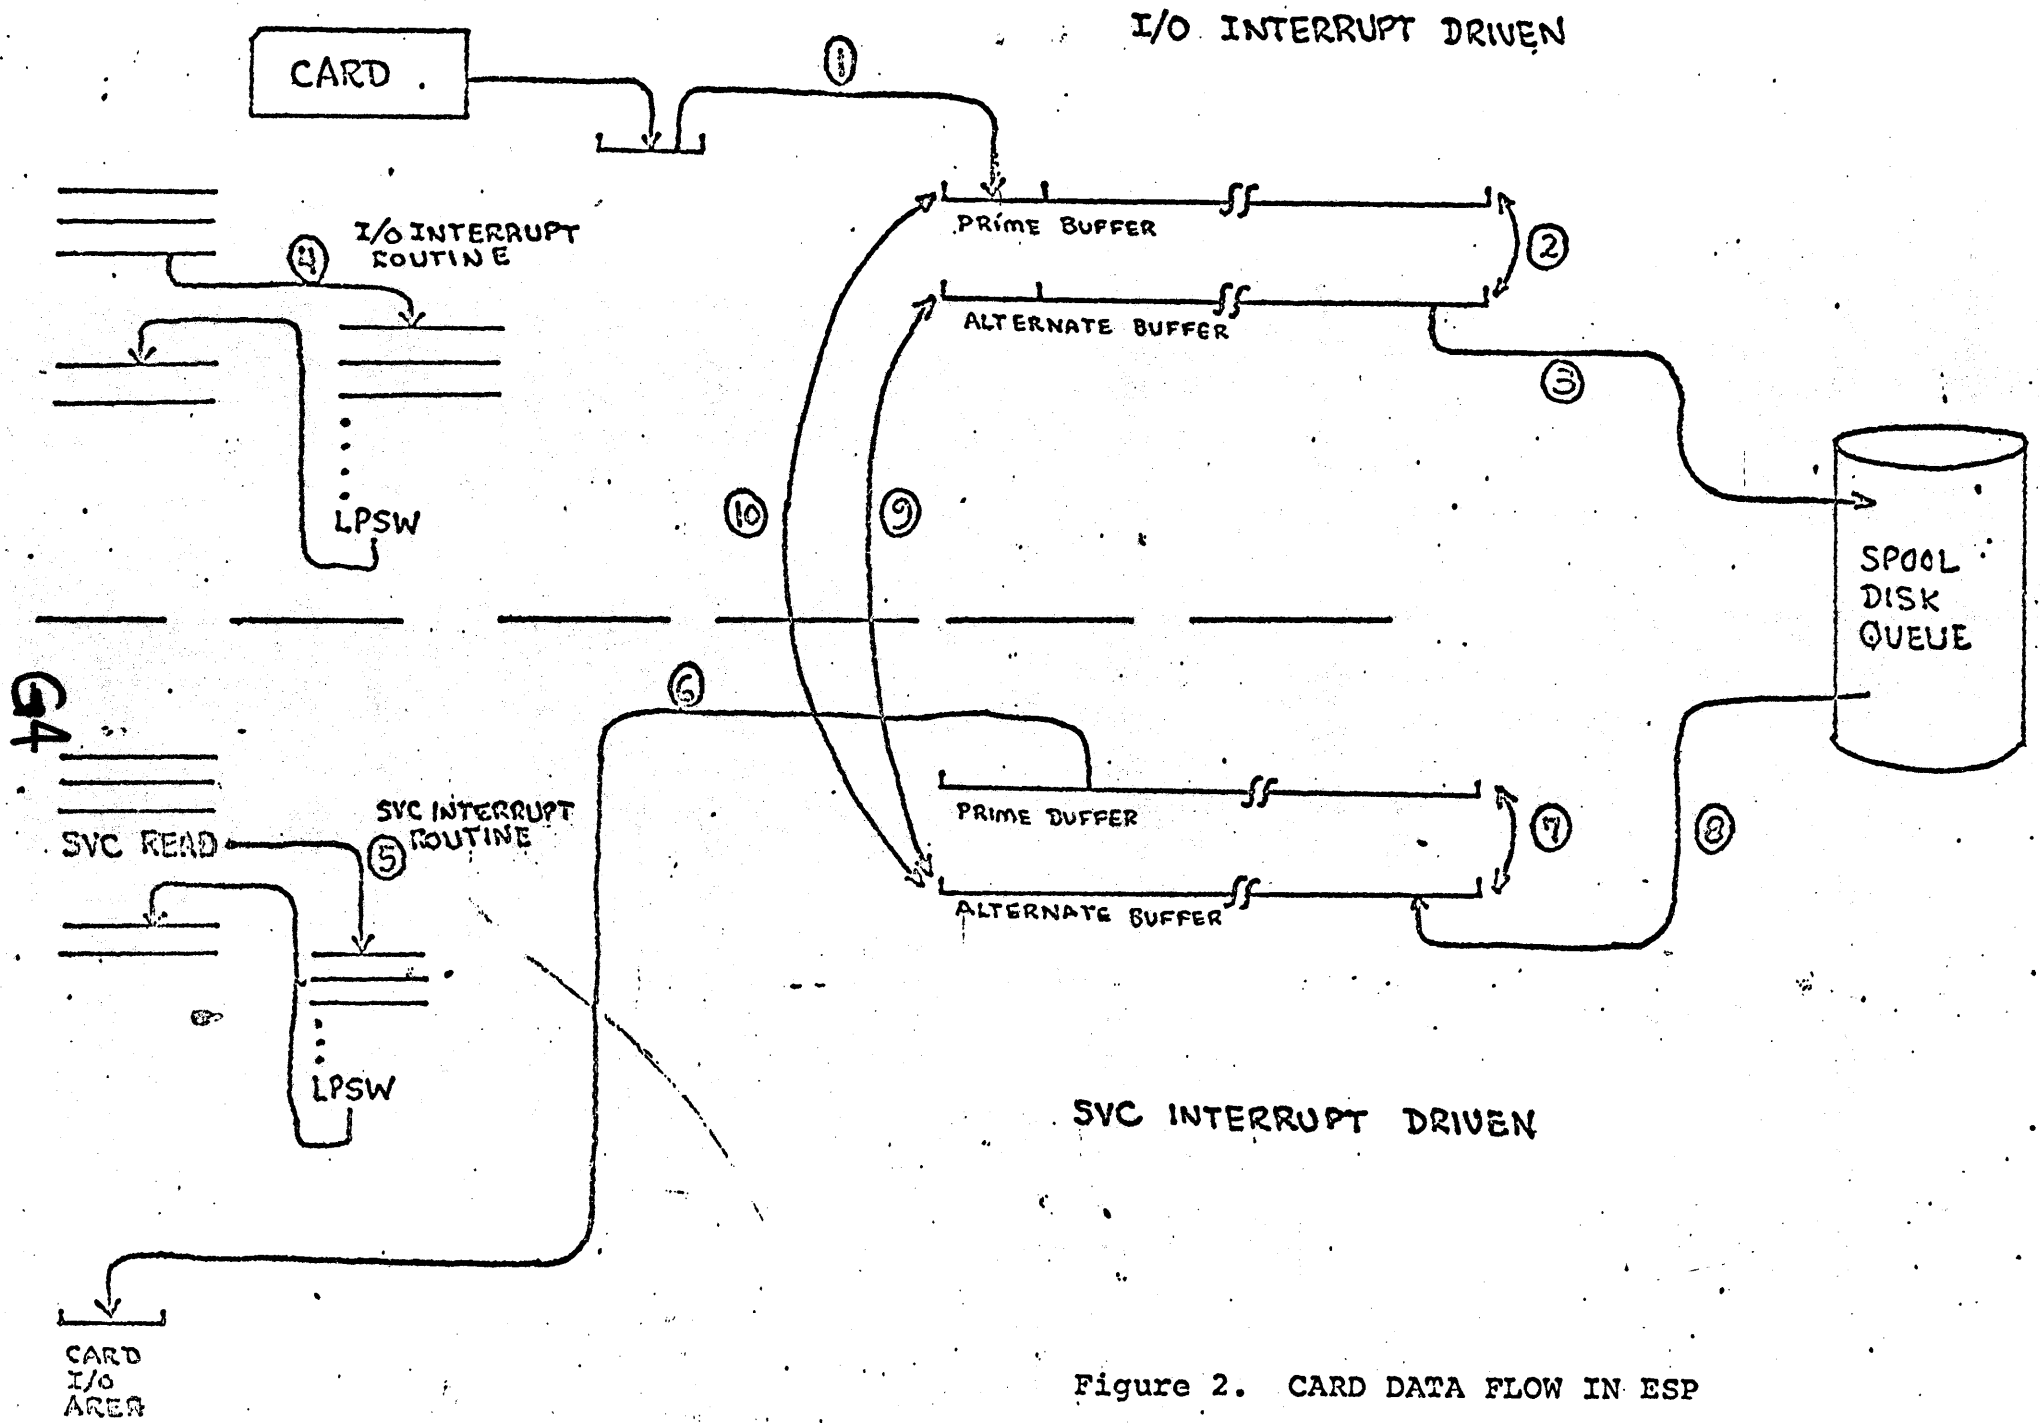 I/O INTERRUPT DRIVEN
CARD
1
PRIME BUFFER
2
I/O INTERRUPT
ROUTINE
4
ALTERNATE BUFFER
3
10
9
LPSW
SPOOL
DISK
QUEUE
G4
6
PRIME BUFFER
SVC INTERRUPT
ROUTINE
SVC READ
5
7
8
ALTERNATE BUFFER
LPSW
SVC INTERRUPT DRIVEN
CARD
I/O
AREA
Figure 2. CARD DATA FLOW IN ESP